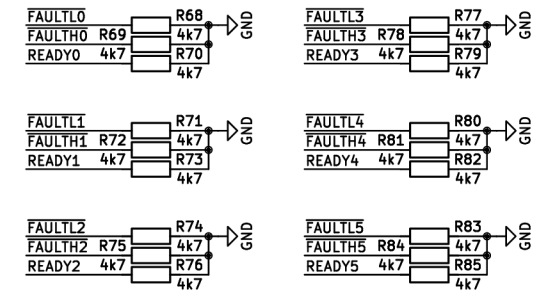 FAULTL0 R68 GND
FAULTH0 R69 4k7
READY0 4k7 R70
4k7
FAULTL3 R77 GND
FAULTH3 R78 4k7
READY3 4k7 R79
4k7
FAULTL1 R71 GND
FAULTH1 R72 4k7
READY1 4k7 R73
4k7
FAULTL4 R80 GND
FAULTH4 R81 4k7
READY4 4k7 R82
4k7
FAULTL2 R74 GND
FAULTH2 R75 4k7
READY2 4k7 R76
4k7
FAULTL5 R83 GND
FAULTH5 R84 4k7
READY5 4k7 R85
4k7